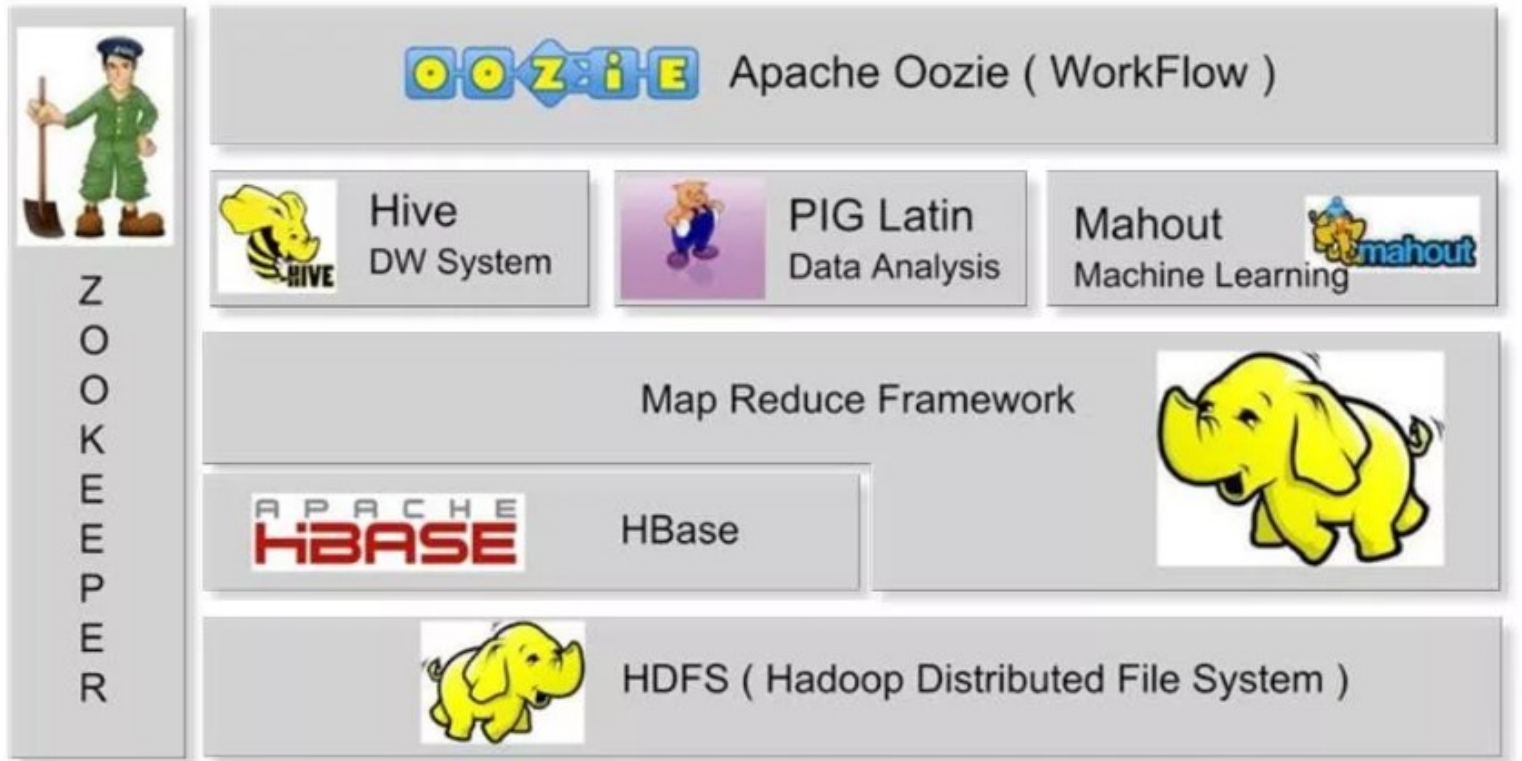 ZOOKEEPER
OOZiE Apache Oozie ( WorkFlow )
HIVE
Hive
DW System
PIG Latin
Data Analysis
Mahout
Machine Learning
mahout
Map Reduce Framework
APACHE
HBASE
HBase
HDFS ( Hadoop Distributed File System )